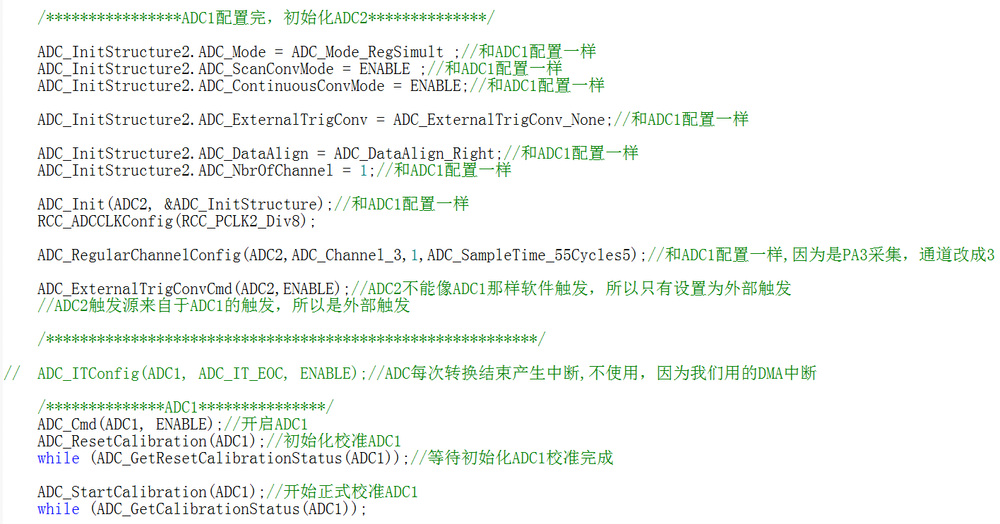 /****************ADC1配置完，初始化ADC2**************/
ADC_InitStructure2.ADC_Mode = ADC_Mode_RegSimult ;//和ADC1配置一样
ADC_InitStructure2.ADC_ScanConvMode = ENABLE ;//和ADC1配置一样
ADC_InitStructure2.ADC_ContinuousConvMode = ENABLE;//和ADC1配置一样
ADC_InitStructure2.ADC_ExternalTrigConv = ADC_ExternalTrigConv_None;//和ADC1配置一样
ADC_InitStructure2.ADC_DataAlign = ADC_DataAlign_Right;//和ADC1配置一样
ADC_InitStructure2.ADC_NbrOfChannel = 1;//和ADC1配置一样
ADC_Init(ADC2, &ADC_InitStructure);//和ADC1配置一样
RCC_ADCCLKConfig(RCC_PCLK2_Div8);
ADC_RegularChannelConfig(ADC2,ADC_Channel_3,1,ADC_SampleTime_55Cycles5);//和ADC1配置一样,因为是PA3采集，通道改成3
ADC_ExternalTrigConvCmd(ADC2,ENABLE);//ADC2不能像ADC1那样软件触发，所以只有设置为外部触发
//ADC2触发源来自于ADC1的触发，所以是外部触发
/**********************************************************/
//  ADC_ITConfig(ADC1, ADC_IT_EOC, ENABLE);//ADC每次转换结束产生中断,不使用，因为我们用的DMA中断
/**************ADC1***************/
ADC_Cmd(ADC1, ENABLE);//开启ADC1
ADC_ResetCalibration(ADC1);//初始化校准ADC1
while (ADC_GetResetCalibrationStatus(ADC1));//等待初始化ADC1校准完成
ADC_StartCalibration(ADC1);//开始正式校准ADC1
while (ADC_GetCalibrationStatus(ADC1));